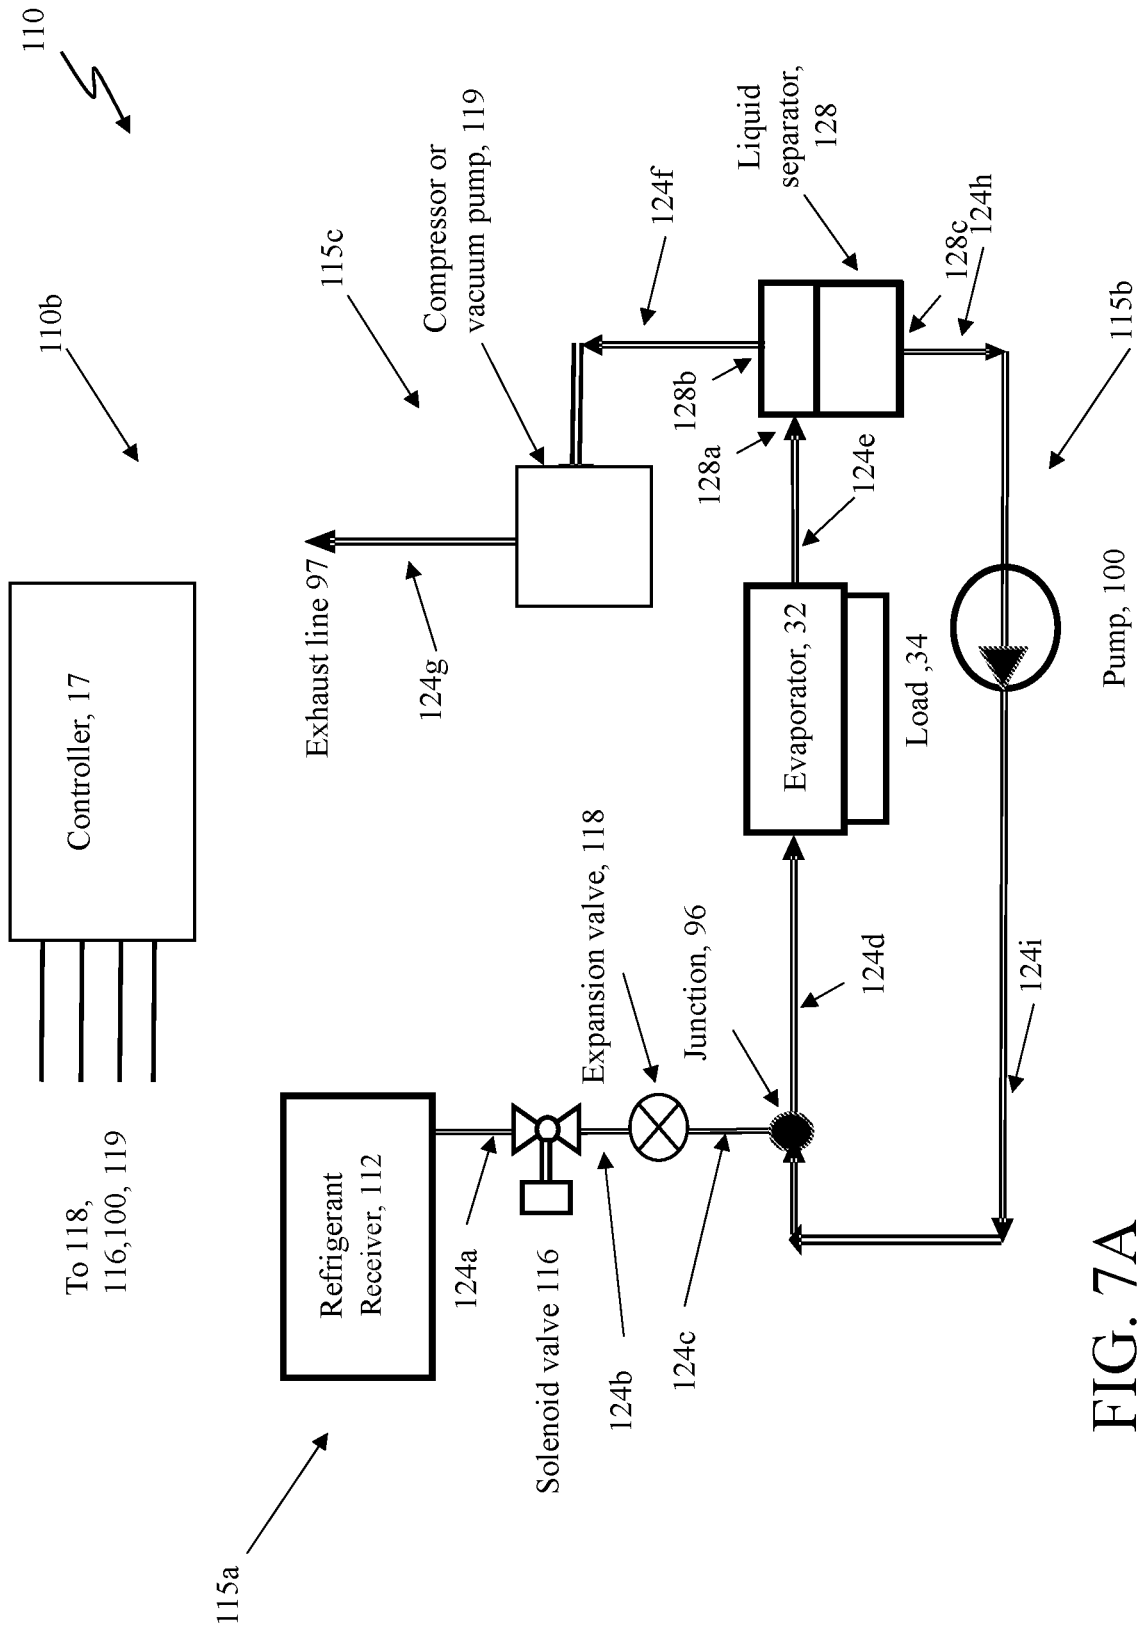 110
110b
Controller, 17
To 118,
116,100, 119
115a
Refrigerant
Receiver, 112
Exhaust line 97
124g
115c
Compressor or
vacuum pump, 119
124a
Solenoid valve 116
124b
Expansion valve, 118
124c
Junction, 96
124f
128b
128a
Liquid
separator,
128
Evaporator, 32
124e
124d
Load ,34
128c
124h
124i
115b
Pump, 100
FIG. 7A